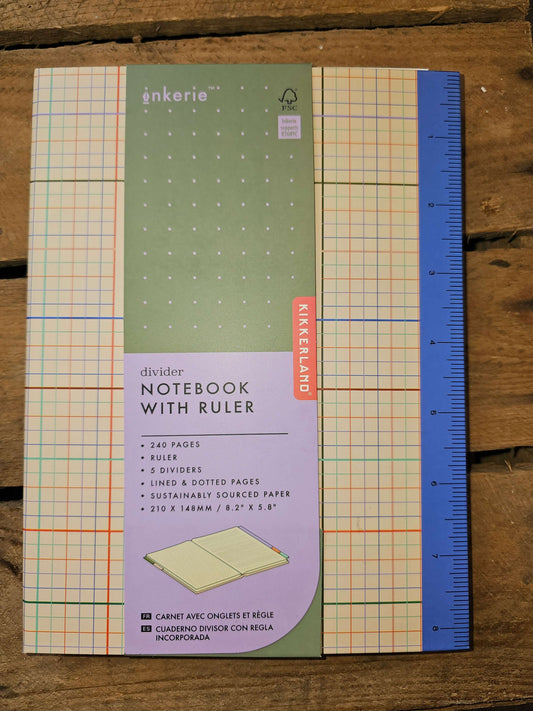 inkerie™
FSC
inkerie
supports
KIKKERLAND®
divider
NOTEBOOK
WITH RULER
• 240 PAGES
• RULER
• 5 DIVIDERS
• LINED & DOTTED PAGES
• SUSTAINABLY SOURCED PAPER
• 210 X 148MM / 8.2" X 5.8"
FR CARNET AVEC ONGLETS ET RÈGLE
ES CUADERNO DIVISOR CON REGLA
INCORPORADA
1
2
3
4
5
6
7
8